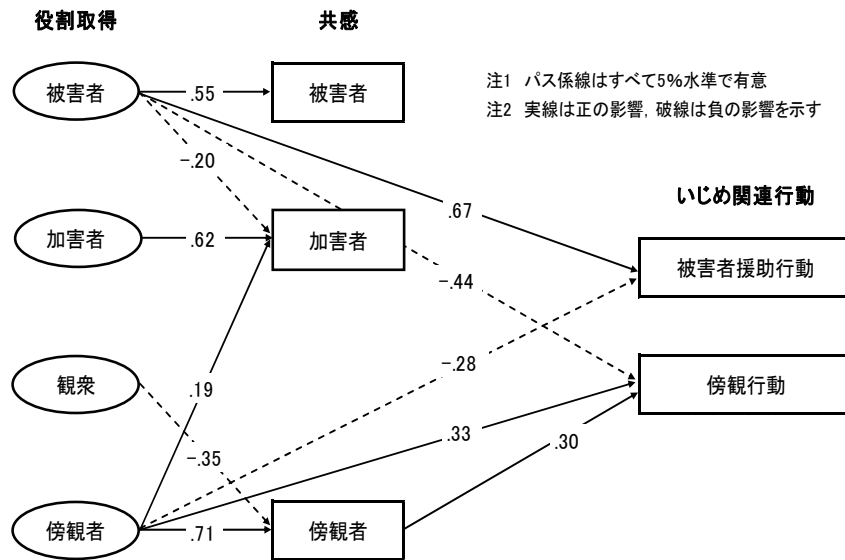 役割取得
共感
被害者
.55
被害者
注1 パス係線はすべて5%水準で有意
注2 実線は正の影響，破線は負の影響を示す
-.20
いじめ関連行動
.67
加害者
.62
加害者
被害者援助行動
-.44
-.28
観衆
.19
傍観行動
.33
.30
-.35
傍観者
.71
傍観者